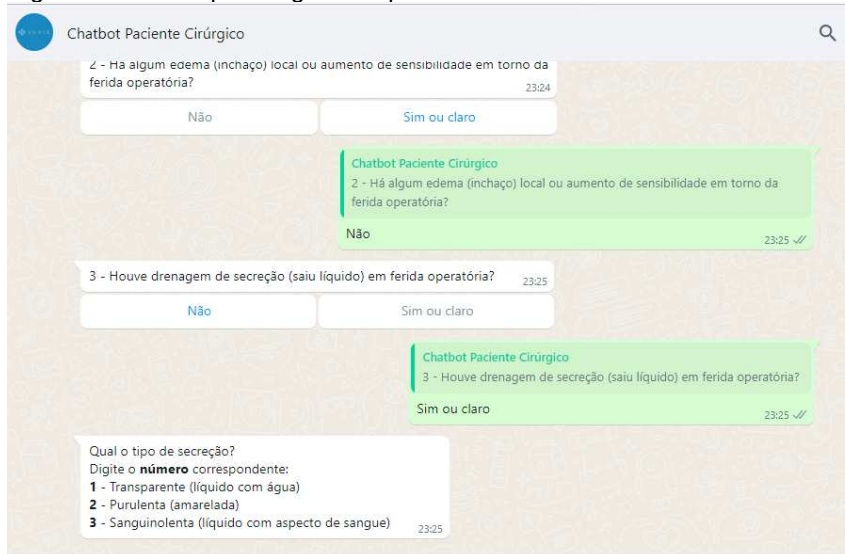 Chatbot Paciente Cirúrgico
2 - Há algum edema (inchaço) local ou aumento de sensibilidade em torno da
ferida operatória?
23:24
Não
Sim ou claro
Chatbot Paciente Cirúrgico
2 - Há algum edema (inchaço) local ou aumento de sensibilidade em torno da
ferida operatória?
Não
23:25
3 - Houve drenagem de secreção (saiu líquido) em ferida operatória?
23:25
Não
Sim ou claro
Chatbot Paciente Cirúrgico
3 - Houve drenagem de secreção (saiu líquido) em ferida operatória?
Sim ou claro
23:25
Qual o tipo de secreção?
Digite o número correspondente:
1 - Transparente (líquido com água)
2 - Purulenta (amarelada)
3 - Sanguinolenta (líquido com aspecto de sangue)
23:25